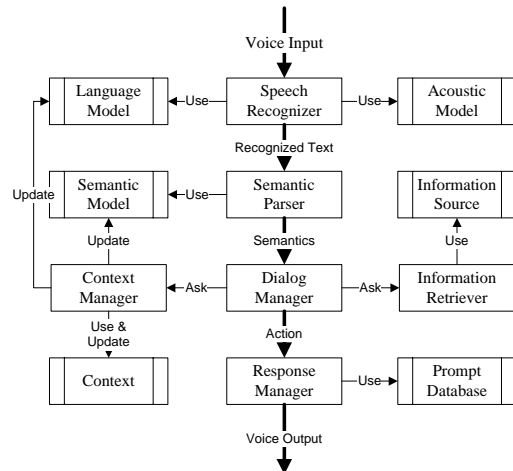 Voice Input
Language
Model
Use
Speech
Recognizer
Use
Acoustic
Model
Recognized Text
Update
Semantic
Model
Use
Semantic
Parser
Information
Source
Update
Semantics
Use
Context
Manager
Ask
Dialog
Manager
Ask
Information
Retriever
Use &
Update
Action
Context
Response
Manager
Use
Prompt
Database
Voice Output